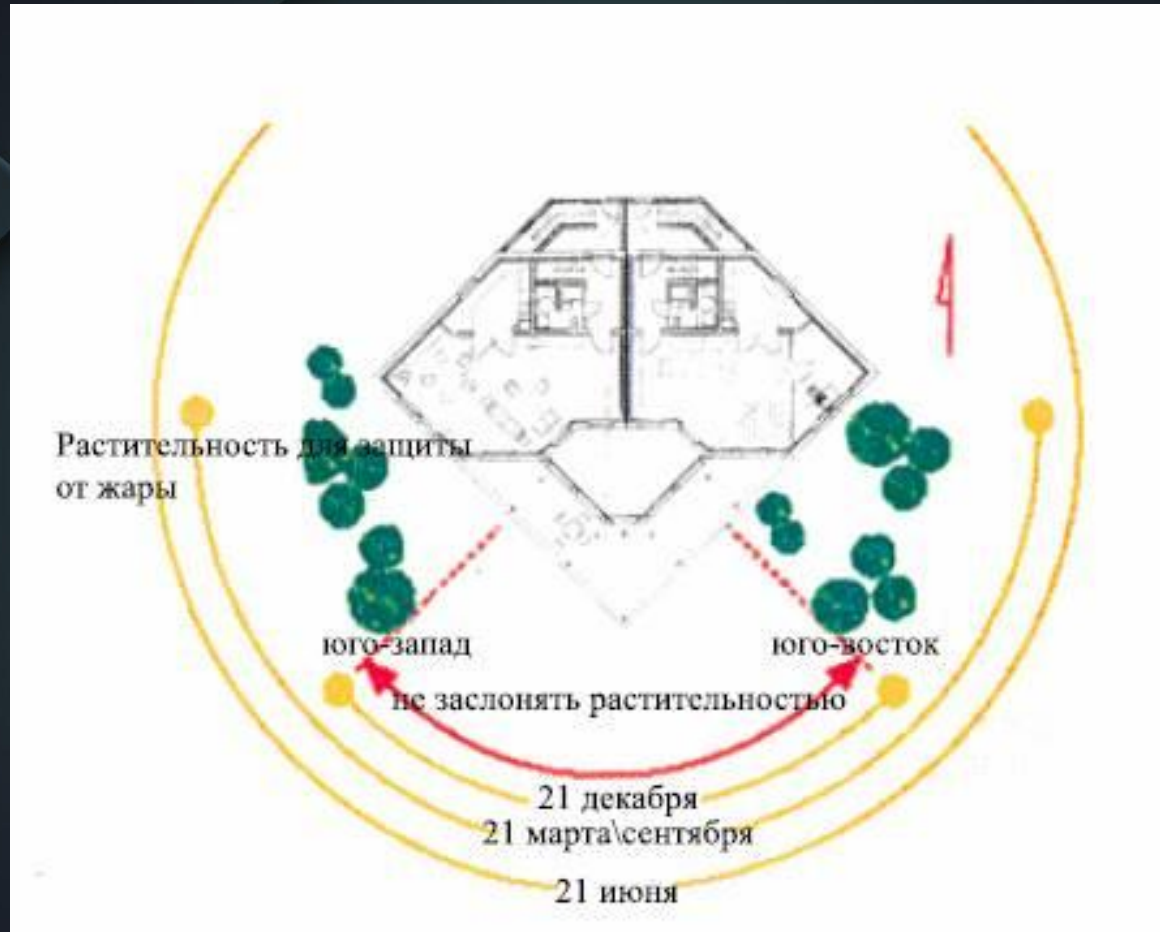 Растительность для защиты
от жары
юго-запад
юго-восток
не заслонять растительностью
21 декабря
21 марта\сентября
21 июня